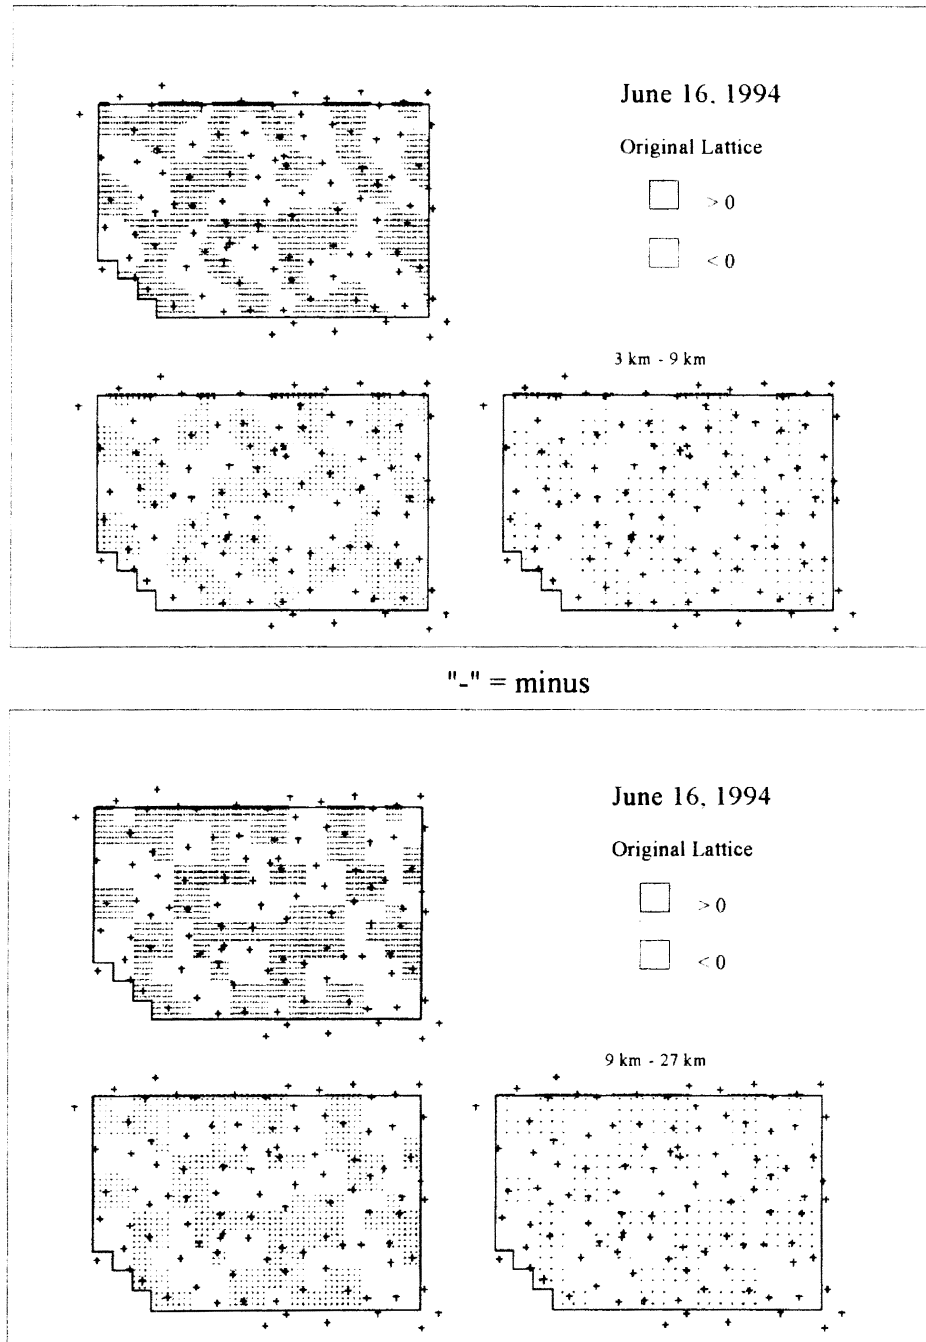 June 16, 1994
Original Lattice
> 0
< 0
3 km - 9 km
"-" = minus
June 16, 1994
Original Lattice
> 0
< 0
9 km - 27 km